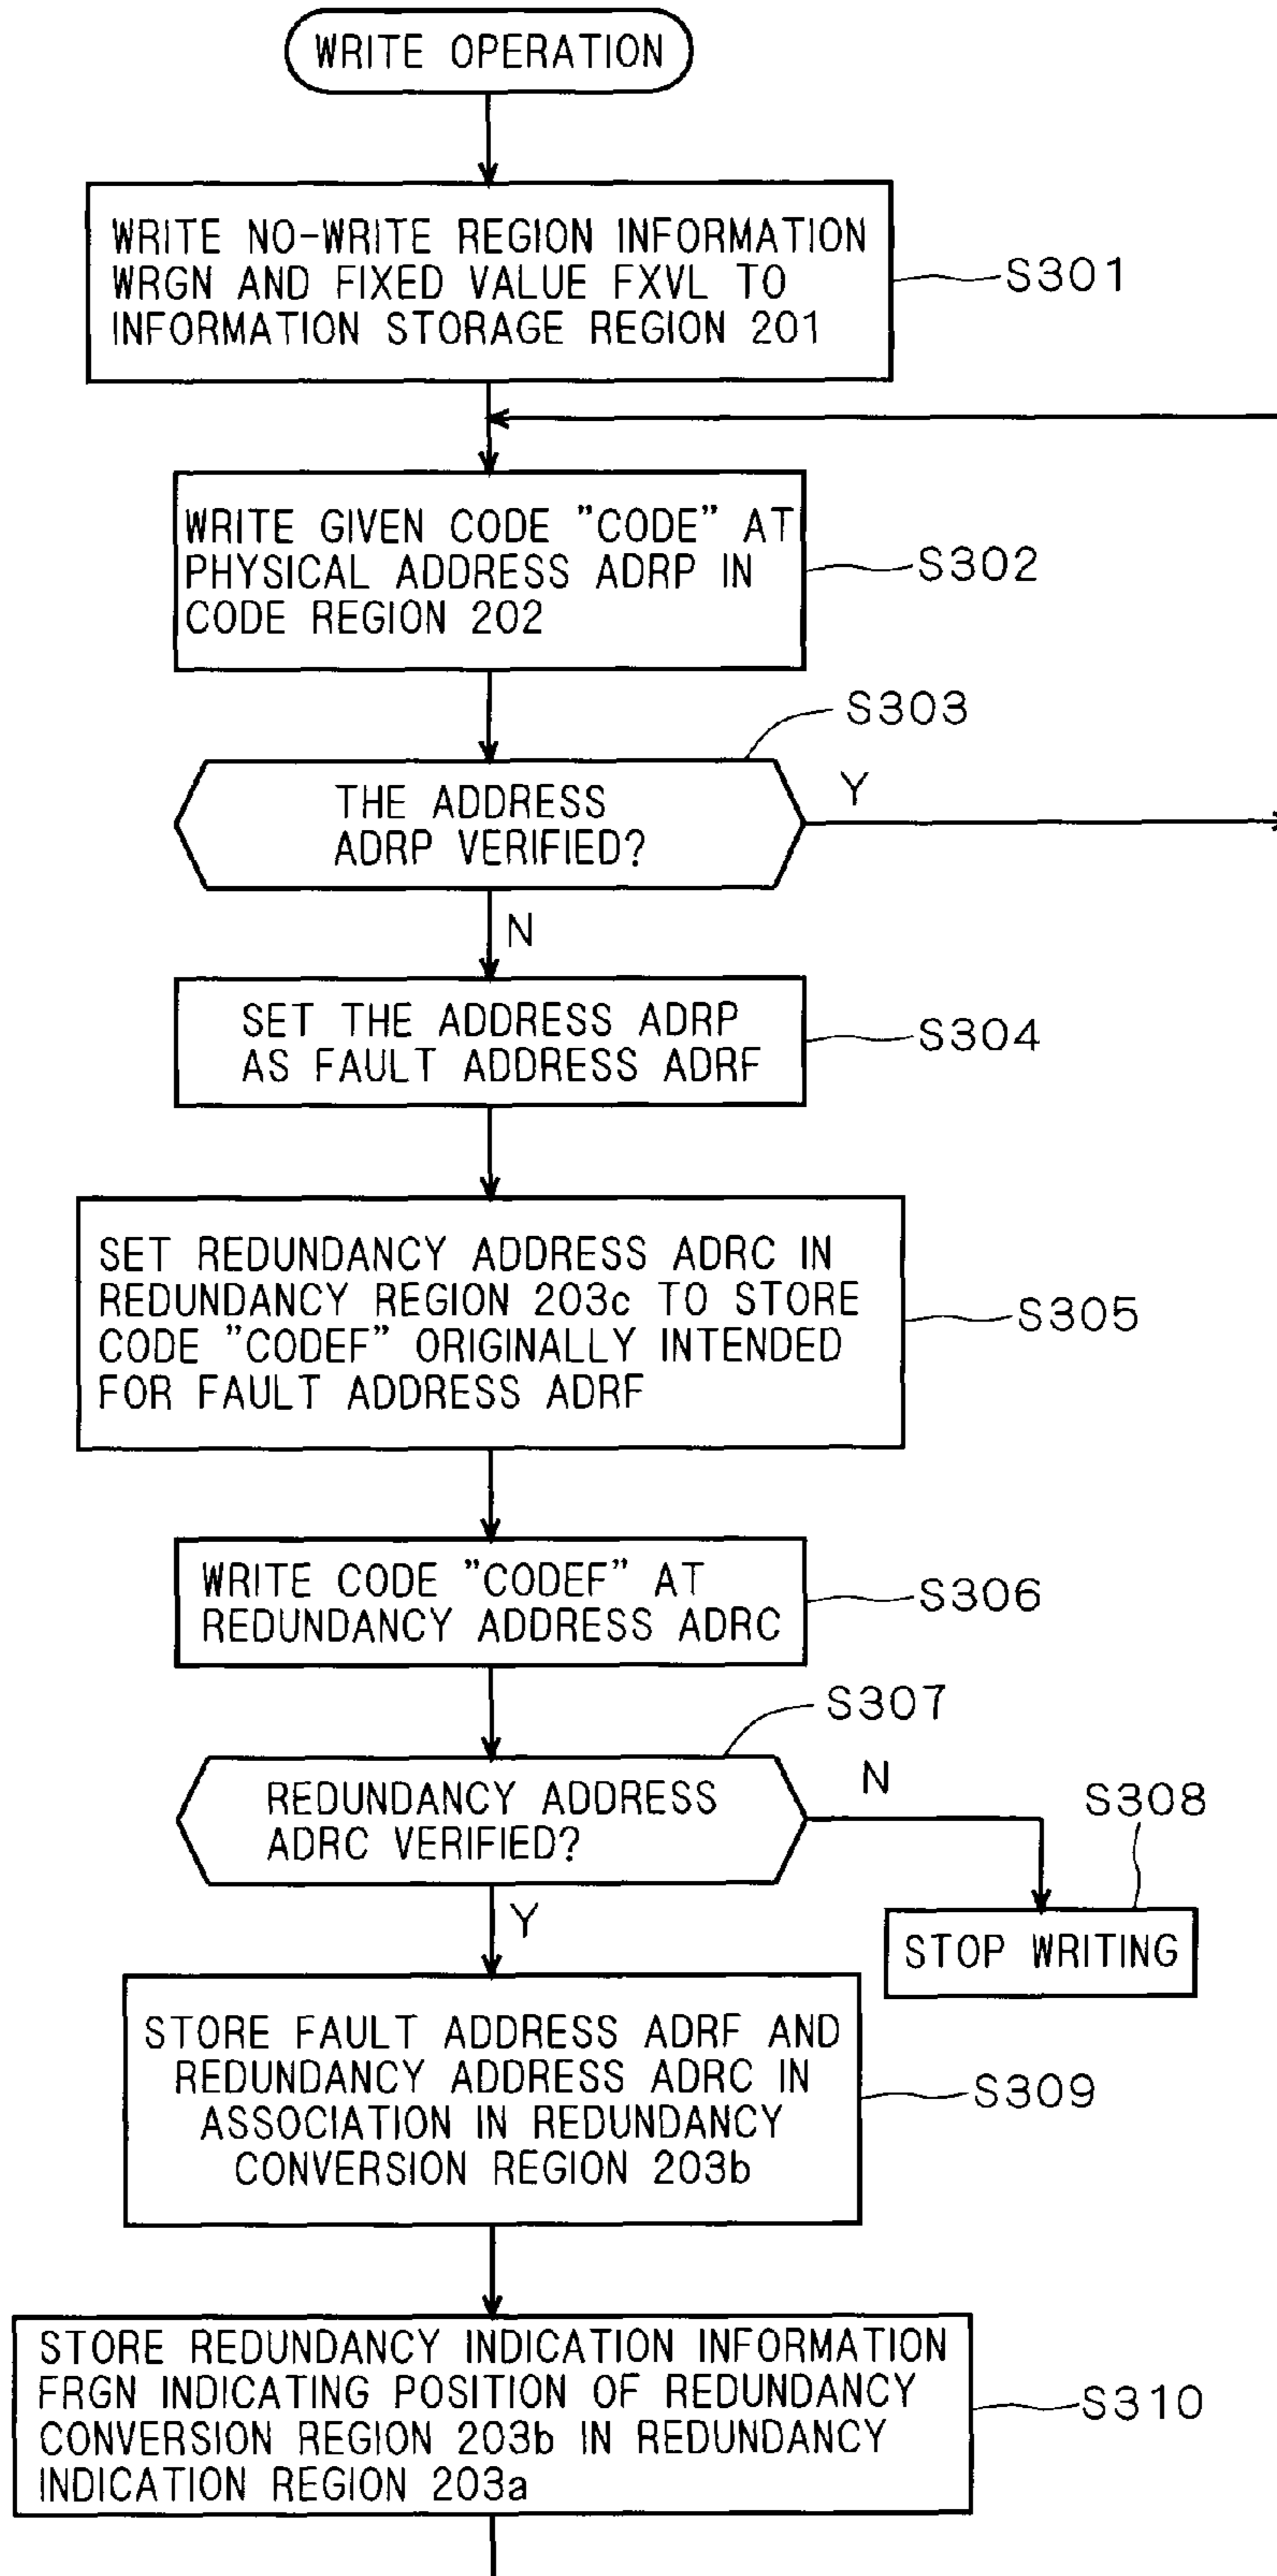 WRITE OPERATION
WRITE NO-WRITE REGION INFORMATION
WRGN AND FIXED VALUE FXVL TO
INFORMATION STORAGE REGION 201
S301
WRITE GIVEN CODE "CODE" AT
PHYSICAL ADDRESS ADRP IN
CODE REGION 202
S302
S303
THE ADDRESS
ADRP VERIFIED?
Y
N
SET THE ADDRESS ADRP
AS FAULT ADDRESS ADRF
S304
SET REDUNDANCY ADDRESS ADRC IN
REDUNDANCY REGION 203c TO STORE
CODE "CODEF" ORIGINALLY INTENDED
FOR FAULT ADDRESS ADRF
S305
WRITE CODE "CODEF" AT
REDUNDANCY ADDRESS ADRC
S306
S307
REDUNDANCY ADDRESS
ADRC VERIFIED?
N
S308
Y
STOP WRITING
STORE FAULT ADDRESS ADRF AND
REDUNDANCY ADDRESS ADRC IN
ASSOCIATION IN REDUNDANCY
CONVERSION REGION 203b
S309
STORE REDUNDANCY INDICATION INFORMATION
FRGN INDICATING POSITION OF REDUNDANCY
CONVERSION REGION 203b IN REDUNDANCY
INDICATION REGION 203a
S310